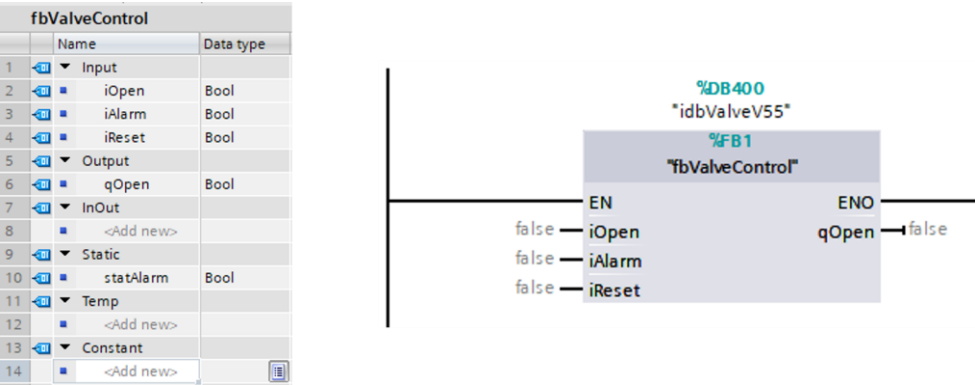 fbValveControl
Name Data type
1 Input
2 iOpen Bool
3 iAlarm Bool
4 iReset Bool
5 Output
6 qOpen Bool
7 InOut
8 <Add new>
9 Static
10 statAlarm Bool
11 Temp
12 <Add new>
13 Constant
14 <Add new>
%DB400
"idbValveV55"
%FB1
"fbValveControl"
EN ENO
false iOpen qOpen false
false iAlarm
false iReset